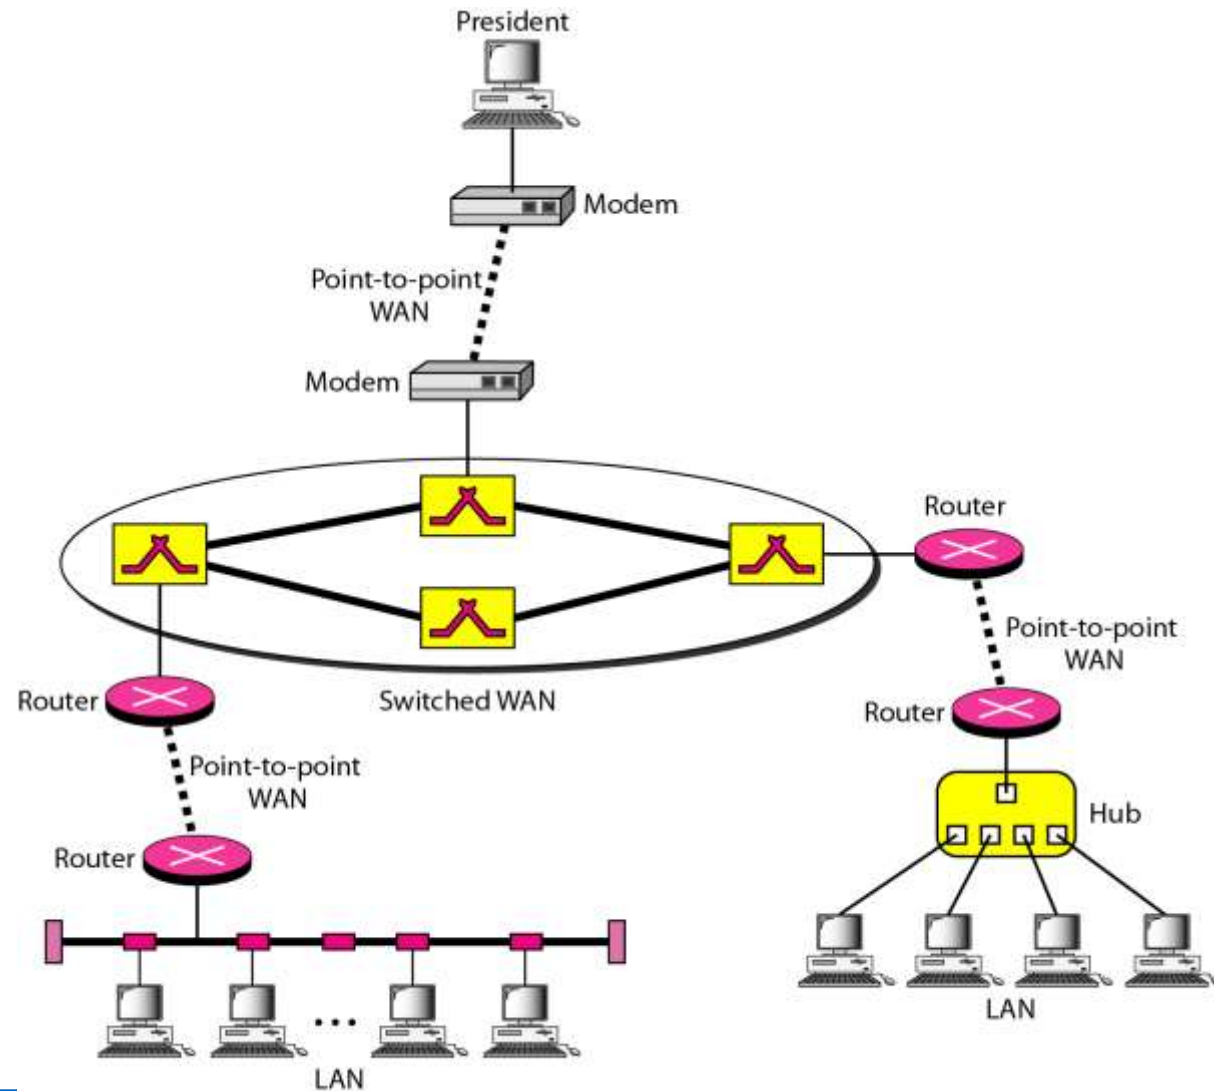 President
Modem
Point-to-point
WAN
Modem
Router
Point-to-point
WAN
Router
Switched WAN
Router
Point-to-point
WAN
Router
Hub
LAN
LAN